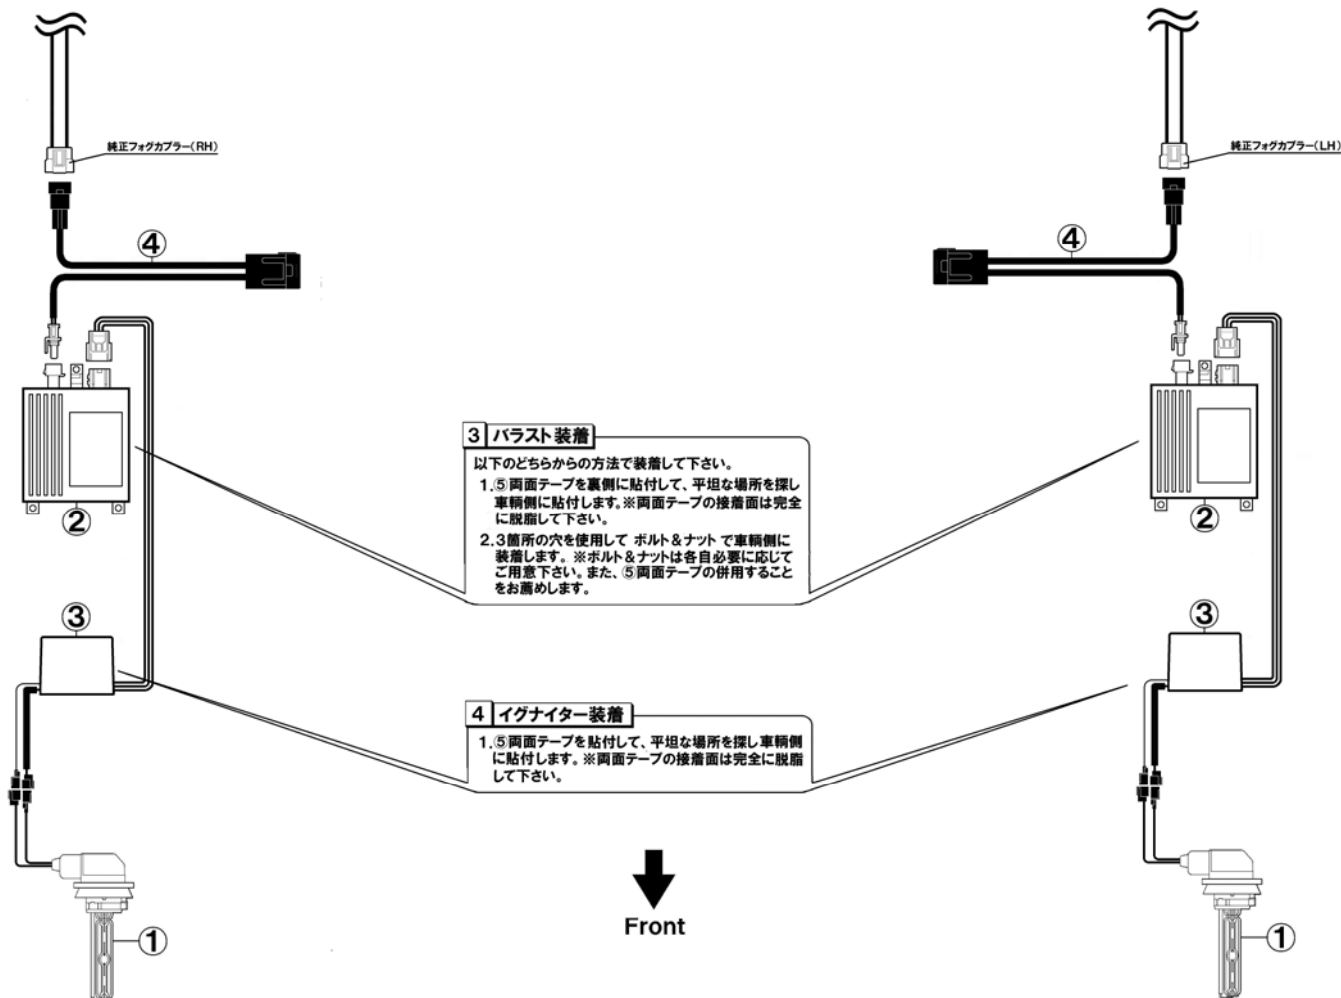 純正フォグカプラー(RH)
純正フォグカプラー(LH)
④
④
②
②
3 バラスト装着
以下のどちらからの方法で装着して下さい。
1.⑤両面テープを裏側に貼付して、平坦な場所を探し
車輌側に貼付します。※両面テープの接着面は完全
に脱脂して下さい。
2.3箇所の穴を使用して ボルト&ナット で車輌側に
装着します。※ボルト&ナットは各自必要に応じて
ご用意下さい。また、⑤両面テープの併用すること
をお薦めします。
③
③
4 イグナイター装着
1.⑤両面テープを貼付して、平坦な場所を探し車輌側
に貼付します。※両面テープの接着面は完全に脱脂
して下さい。
Front
①
①